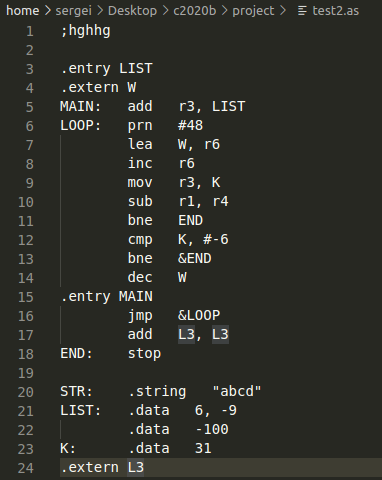 home > sergei > Desktop > c2020b > project > test2.as
1 ;hghhg
2
3 .entry LIST
4 .extern W
5 MAIN: add r3, LIST
6 LOOP: prn #48
7 lea W, r6
8 inc r6
9 mov r3, K
10 sub r1, r4
11 bne END
12 cmp K, #-6
13 bne &END
14 dec W
15 .entry MAIN
16 jmp &LOOP
17 add L3, L3
18 END: stop
19
20 STR: .string "abcd"
21 LIST: .data 6, -9
22 .data -100
23 K: .data 31
24 .extern L3